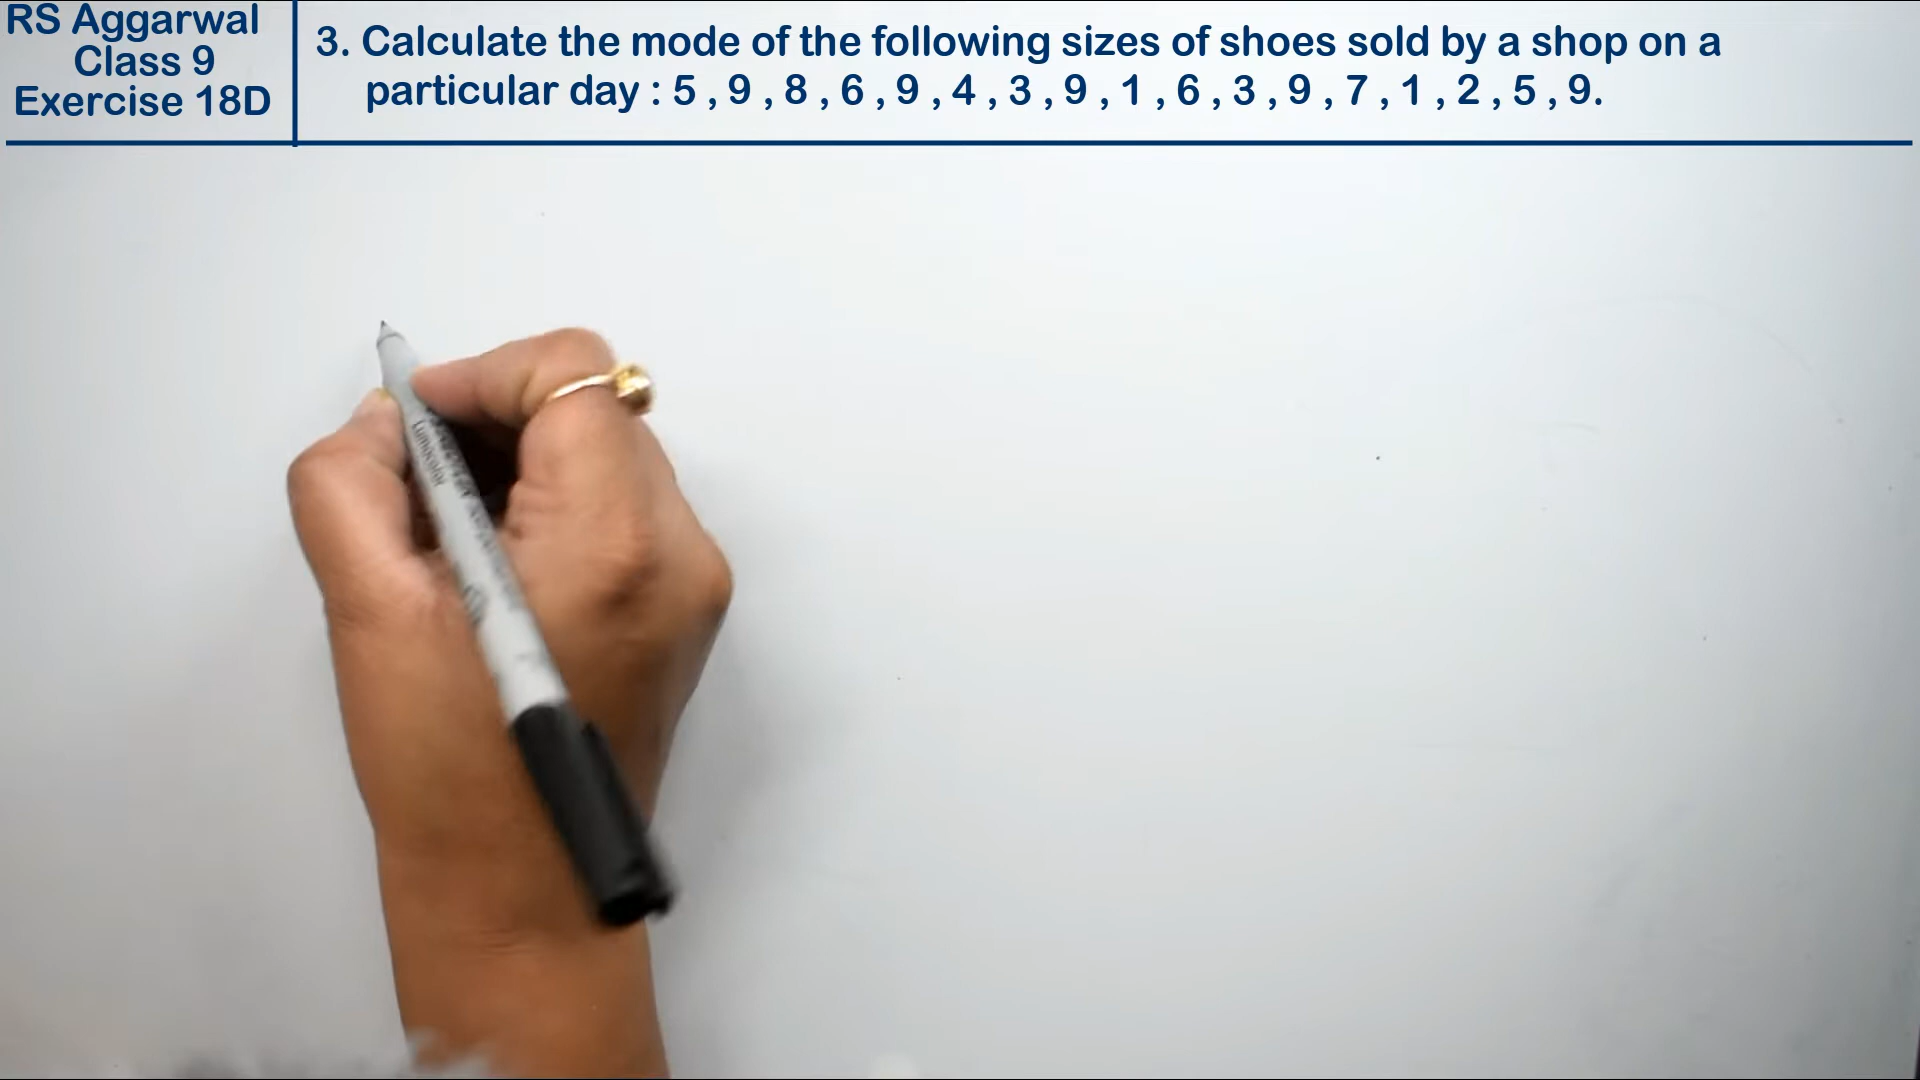 RS Aggarwal
Class 9
Exercise 18D
3. Calculate the mode of the following sizes of shoes sold by a shop on a
particular day : 5 , 9 , 8 , 6 , 9 , 4 , 3 , 9 , 1 , 6 , 3 , 9 , 7 , 1 , 2 , 5 , 9.
Lumocolor